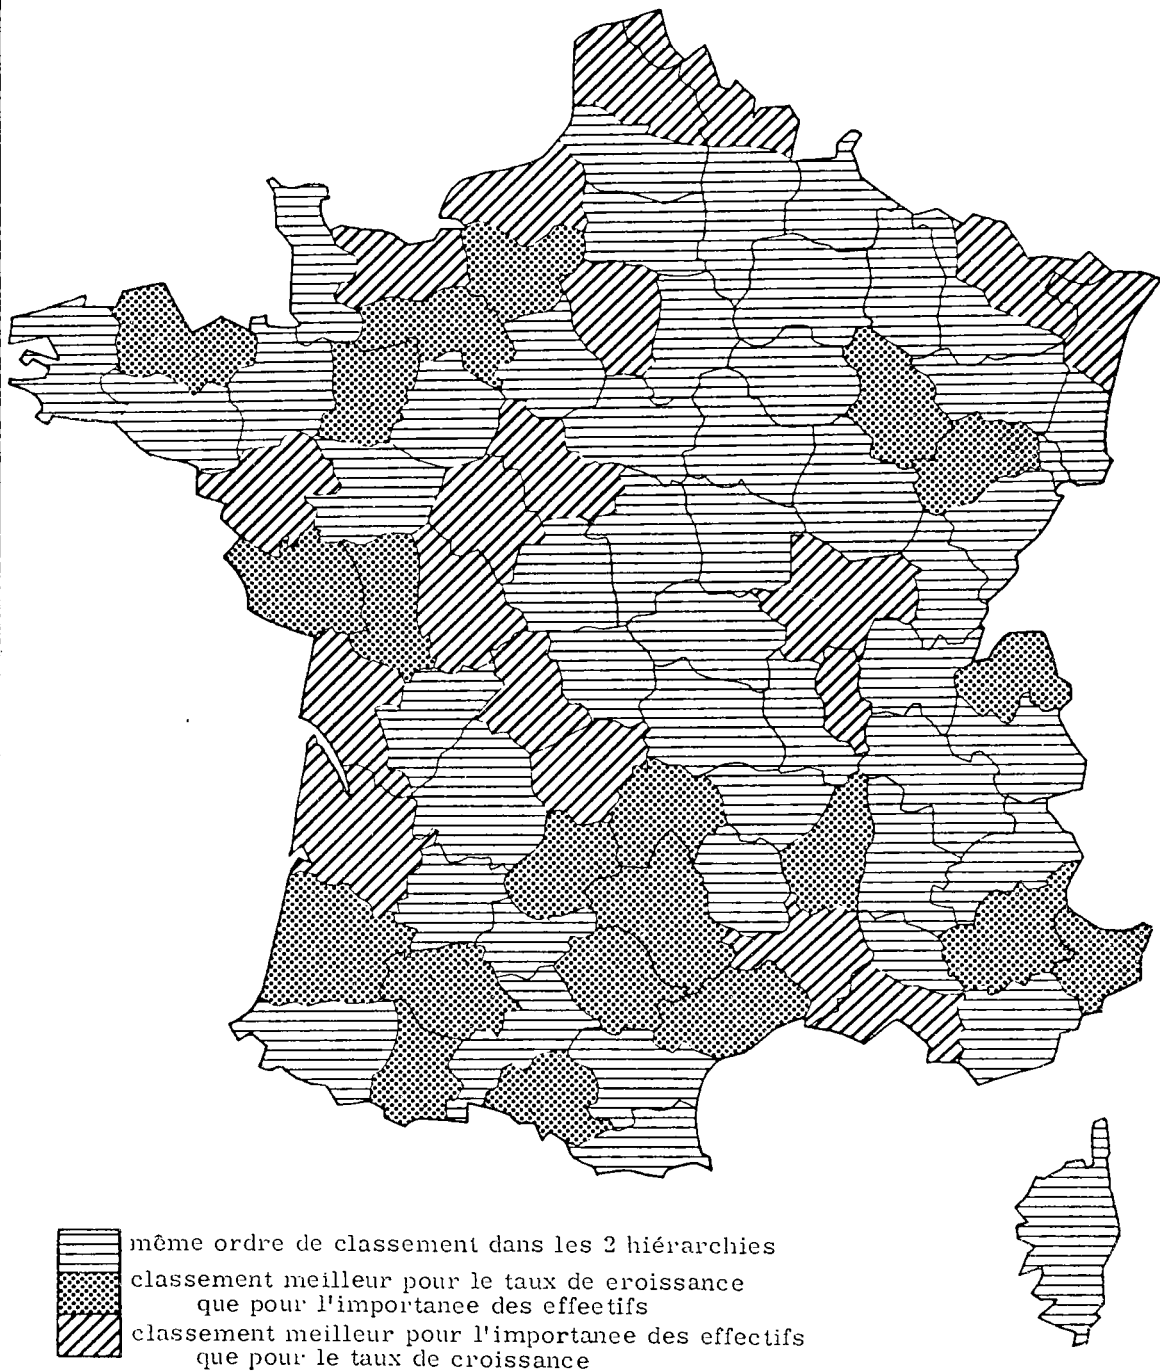 même ordre de classement dans les 2 hiérarchies
classement meilleur pour le taux de eroissance
que pour l'importanee des effeetifs
classement meilleur pour l'importanee des effectifs
que pour le taux de croissance